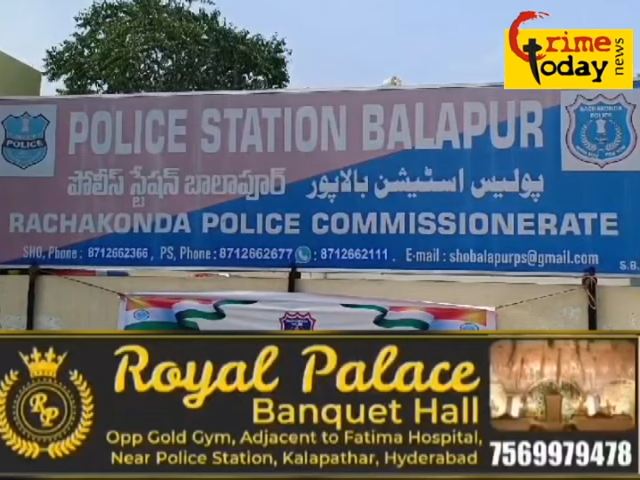 Crime
Today
news
POLICE STATION BALAPUR
POLICE
RACHAKONDA
POLICE
పోలీస్ స్టేషన్ బాలాపూర్ پولیس اسٹیشن بالاپور
RACHAKONDA POLICE COMMISSIONERATE
SHO, Phone: 8712662366, PS, Phone: 8712662677 : 8712662111. E-mail: shobalapurps@gmail.com
S.B.
Royal Palace
RP
Banquet Hall
Opp Gold Gym, Adjacent to Fatima Hospital,
Near Police Station, Kalapathar, Hyderabad
7569979478